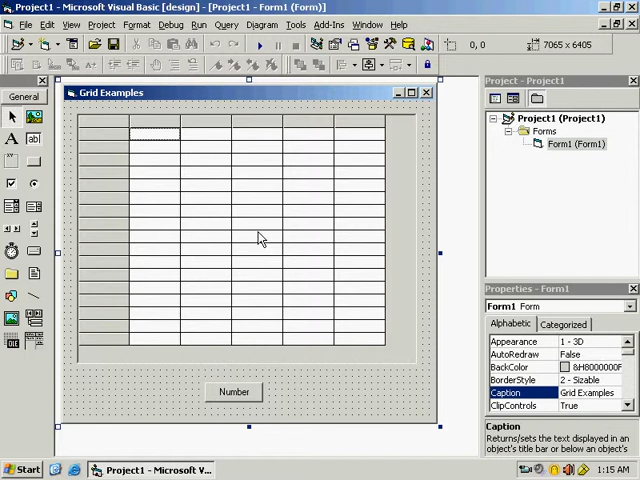 Project1 - Microsoft Visual Basic [design] - [Form1 (Form)]
File Edit View Project Format Debug Run Query Diagram Tools Add-Ins Window Help
0, 0 7065 x 6405
General
Grid Examples
Number
Project - Project1
Project1 (Project1)
Forms
Form1 (Form1)
Properties - Form1
Form1 Form
Alphabetic Categorized
Appearance 1 - 3D
AutoRedraw False
BackColor &H8000000F
BorderStyle 2 - Sizable
Caption Grid Examples
ClipControls True
Caption
Returns/sets the text displayed in an
object's title bar or below an object's
Start Project1 - Microsoft V... 1:15 AM